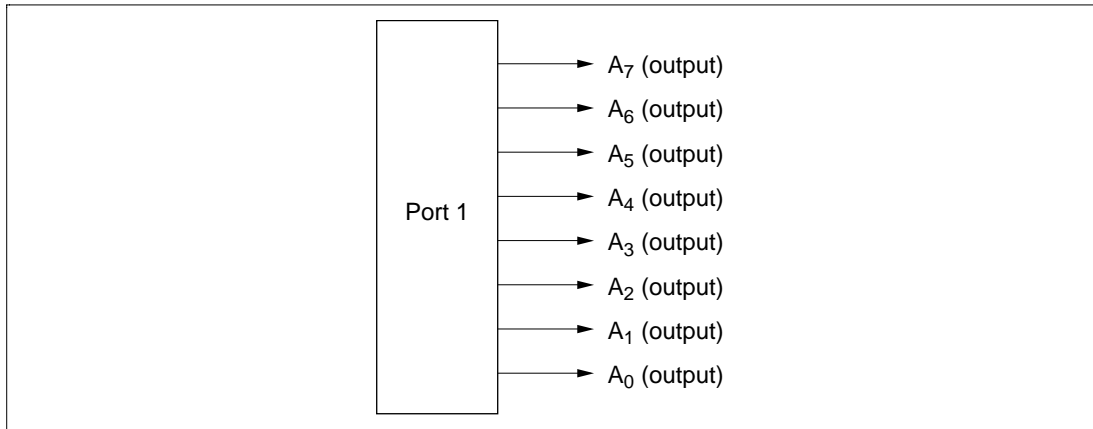 Port 1
A7 (output)
A6 (output)
A5 (output)
A4 (output)
A3 (output)
A2 (output)
A1 (output)
A0 (output)